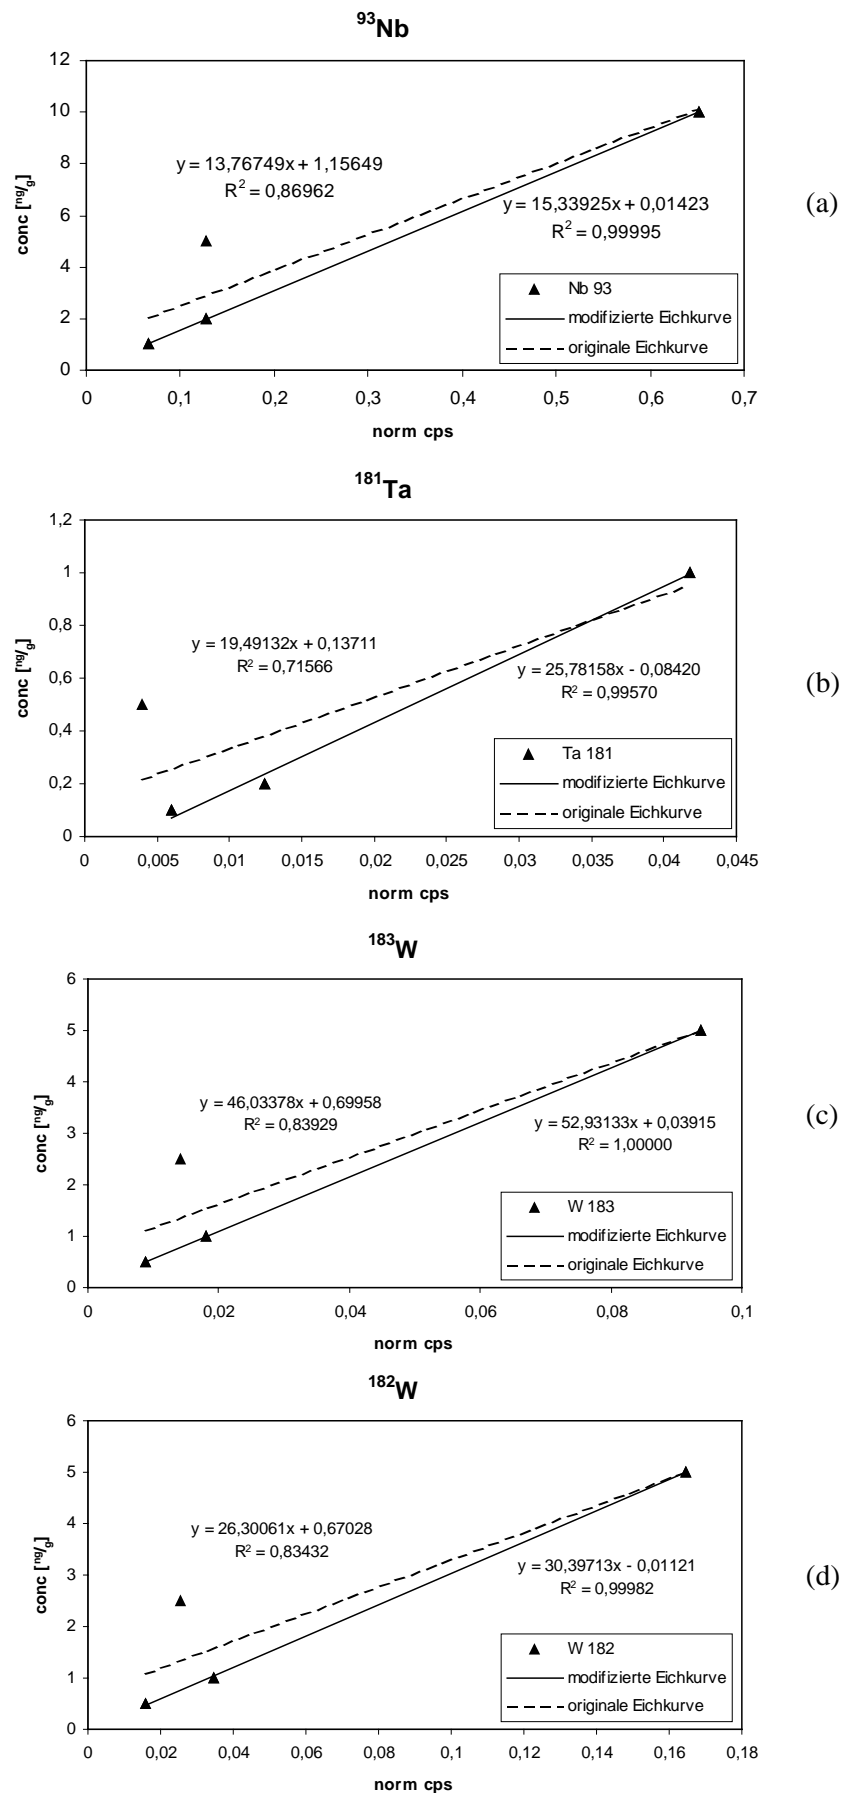 ⁹³Nb
12
10
8
6
4
2
0
conc [ⁿᵍ/g]
y = 13,76749x + 1,15649
R² = 0,86962
y = 15,33925x + 0,01423
R² = 0,99995
Nb 93
modifizierte Eichkurve
originale Eichkurve
0 0,1 0,2 0,3 0,4 0,5 0,6 0,7
norm cps
(a)
¹⁸¹Ta
1,2
1
0,8
0,6
0,4
0,2
0
conc [ⁿᵍ/g]
y = 19,49132x + 0,13711
R² = 0,71566
y = 25,78158x - 0,08420
R² = 0,99570
Ta 181
modifizierte Eichkurve
originale Eichkurve
0 0,005 0,01 0,015 0,02 0,025 0,03 0,035 0,04 0,045
norm cps
(b)
¹⁸³W
6
5
4
3
2
1
0
conc [ⁿᵍ/g]
y = 46,03378x + 0,69958
R² = 0,83929
y = 52,93133x + 0,03915
R² = 1,00000
W 183
modifizierte Eichkurve
originale Eichkurve
0 0,02 0,04 0,06 0,08 0,1
norm cps
(c)
¹⁸²W
6
5
4
3
2
1
0
conc [ⁿᵍ/g]
y = 26,30061x + 0,67028
R² = 0,83432
y = 30,39713x - 0,01121
R² = 0,99982
W 182
modifizierte Eichkurve
originale Eichkurve
0 0,02 0,04 0,06 0,08 0,1 0,12 0,14 0,16 0,18
norm cps
(d)